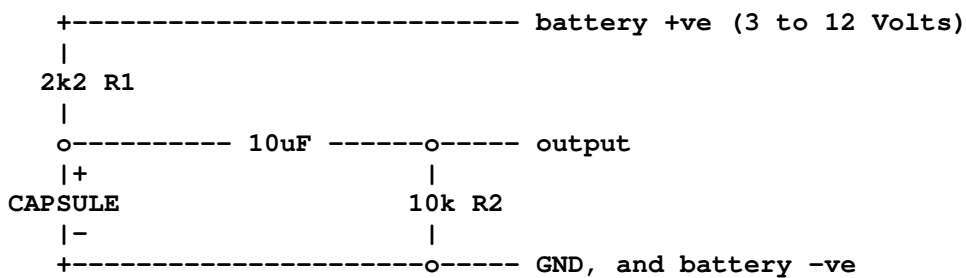 +---------------------------- battery +ve (3 to 12 Volts)
|
2k2 R1
|
o---------- 10uF ------o----- output
|+                      |
CAPSULE                10k R2
|-                      |
+----------------------o----- GND, and battery -ve